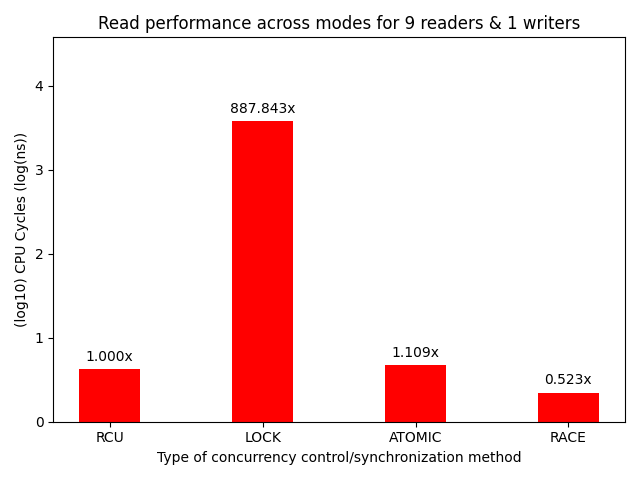 Read performance across modes for 9 readers & 1 writers
(log10) CPU Cycles (log(ns))
4
3
2
1
0
1.000x
887.843x
1.109x
0.523x
RCU
LOCK
ATOMIC
RACE
Type of concurrency control/synchronization method